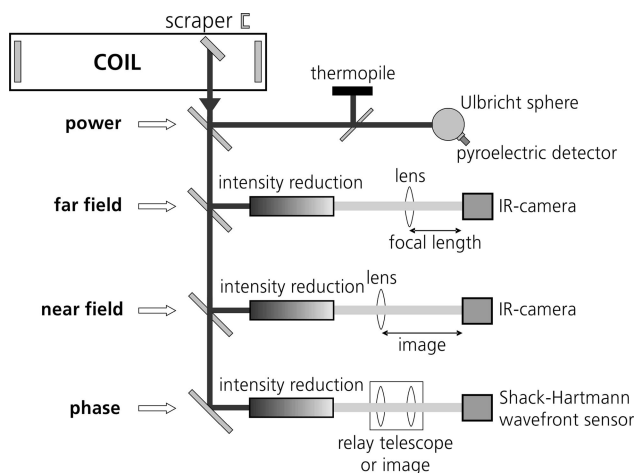 scraper
COIL
thermopile
Ulbricht sphere
power
pyroelectric detector
intensity reduction
lens
far field
IR-camera
focal length
intensity reduction
lens
near field
IR-camera
image
intensity reduction
Shack-Hartmann
wavefront sensor
phase
relay telescope
or image